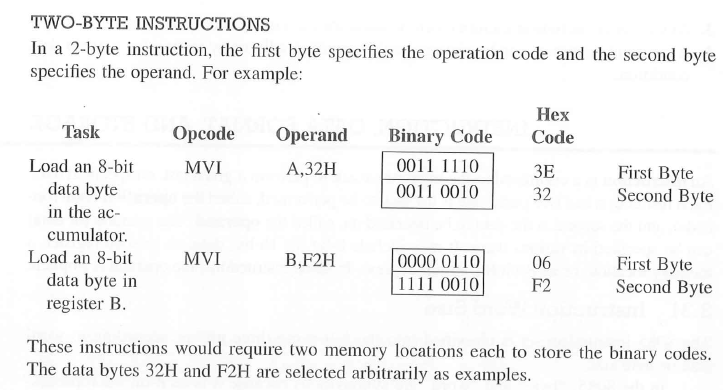 TWO-BYTE INSTRUCTIONS
In a 2-byte instruction, the first byte specifies the operation code and the second byte
specifies the operand. For example:
Hex
Task Opcode Operand Binary Code Code
Load an 8-bit MVI A,32H 0011 1110 3E First Byte
data byte 0011 0010 32 Second Byte
in the ac-
cumulator.
Load an 8-bit MVI B,F2H 0000 0110 06 First Byte
data byte in 1111 0010 F2 Second Byte
register B.
These instructions would require two memory locations each to store the binary codes.
The data bytes 32H and F2H are selected arbitrarily as examples.